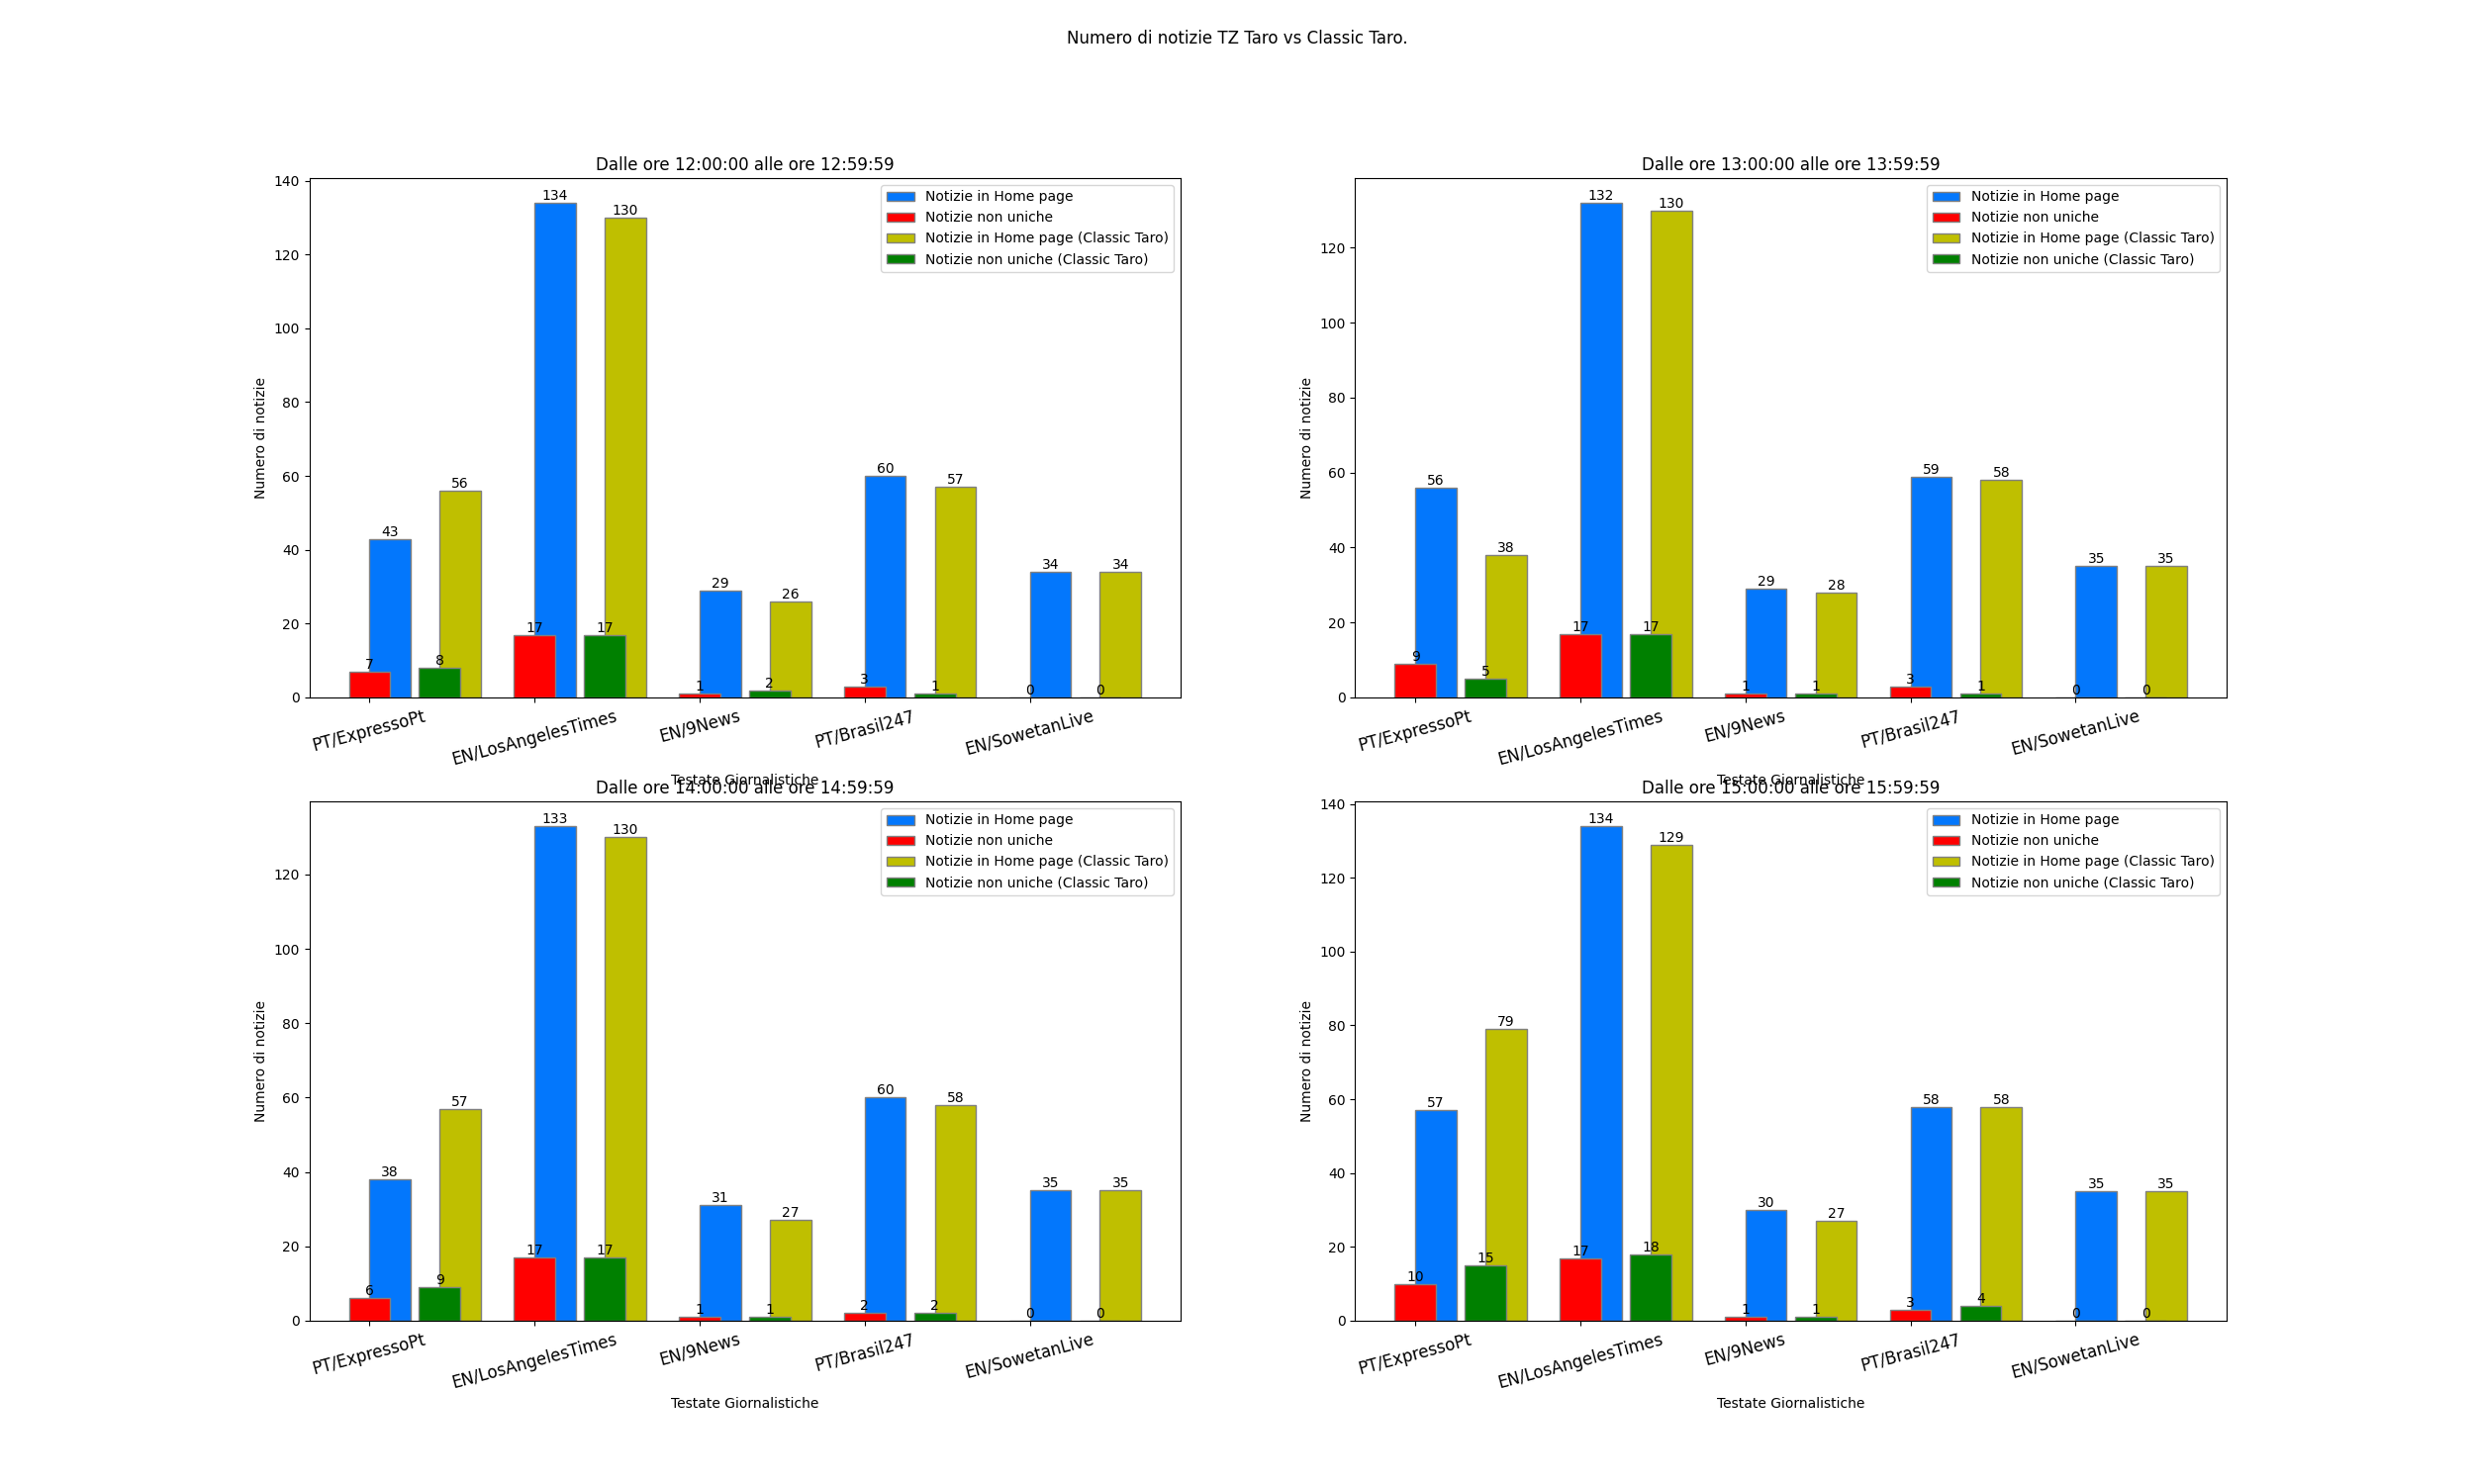 Numero di notizie TZ Taro vs Classic Taro.
Dalle ore 12:00:00 alle ore 12:59:59
Numero di notizie
140
120
100
80
60
40
20
0
Notizie in Home page
Notizie non uniche
Notizie in Home page (Classic Taro)
Notizie non uniche (Classic Taro)
7
43
8
56
17
134
17
130
1
29
2
26
3
60
1
57
0
34
0
34
PT/ExpressoPt
EN/LosAngelesTimes
EN/9News
PT/Brasil247
EN/SowetanLive
Testate Giornalistiche
Dalle ore 13:00:00 alle ore 13:59:59
Numero di notizie
120
100
80
60
40
20
0
Notizie in Home page
Notizie non uniche
Notizie in Home page (Classic Taro)
Notizie non uniche (Classic Taro)
9
56
5
38
17
132
17
130
1
29
1
28
3
59
1
58
0
35
0
35
PT/ExpressoPt
EN/LosAngelesTimes
EN/9News
PT/Brasil247
EN/SowetanLive
Testate Giornalistiche
Dalle ore 14:00:00 alle ore 14:59:59
Numero di notizie
120
100
80
60
40
20
0
Notizie in Home page
Notizie non uniche
Notizie in Home page (Classic Taro)
Notizie non uniche (Classic Taro)
6
38
9
57
17
133
17
130
1
31
1
27
2
60
2
58
0
35
0
35
PT/ExpressoPt
EN/LosAngelesTimes
EN/9News
PT/Brasil247
EN/SowetanLive
Testate Giornalistiche
Dalle ore 15:00:00 alle ore 15:59:59
Numero di notizie
140
120
100
80
60
40
20
0
Notizie in Home page
Notizie non uniche
Notizie in Home page (Classic Taro)
Notizie non uniche (Classic Taro)
10
57
15
79
17
134
18
129
1
30
1
27
3
58
4
58
0
35
0
35
PT/ExpressoPt
EN/LosAngelesTimes
EN/9News
PT/Brasil247
EN/SowetanLive
Testate Giornalistiche